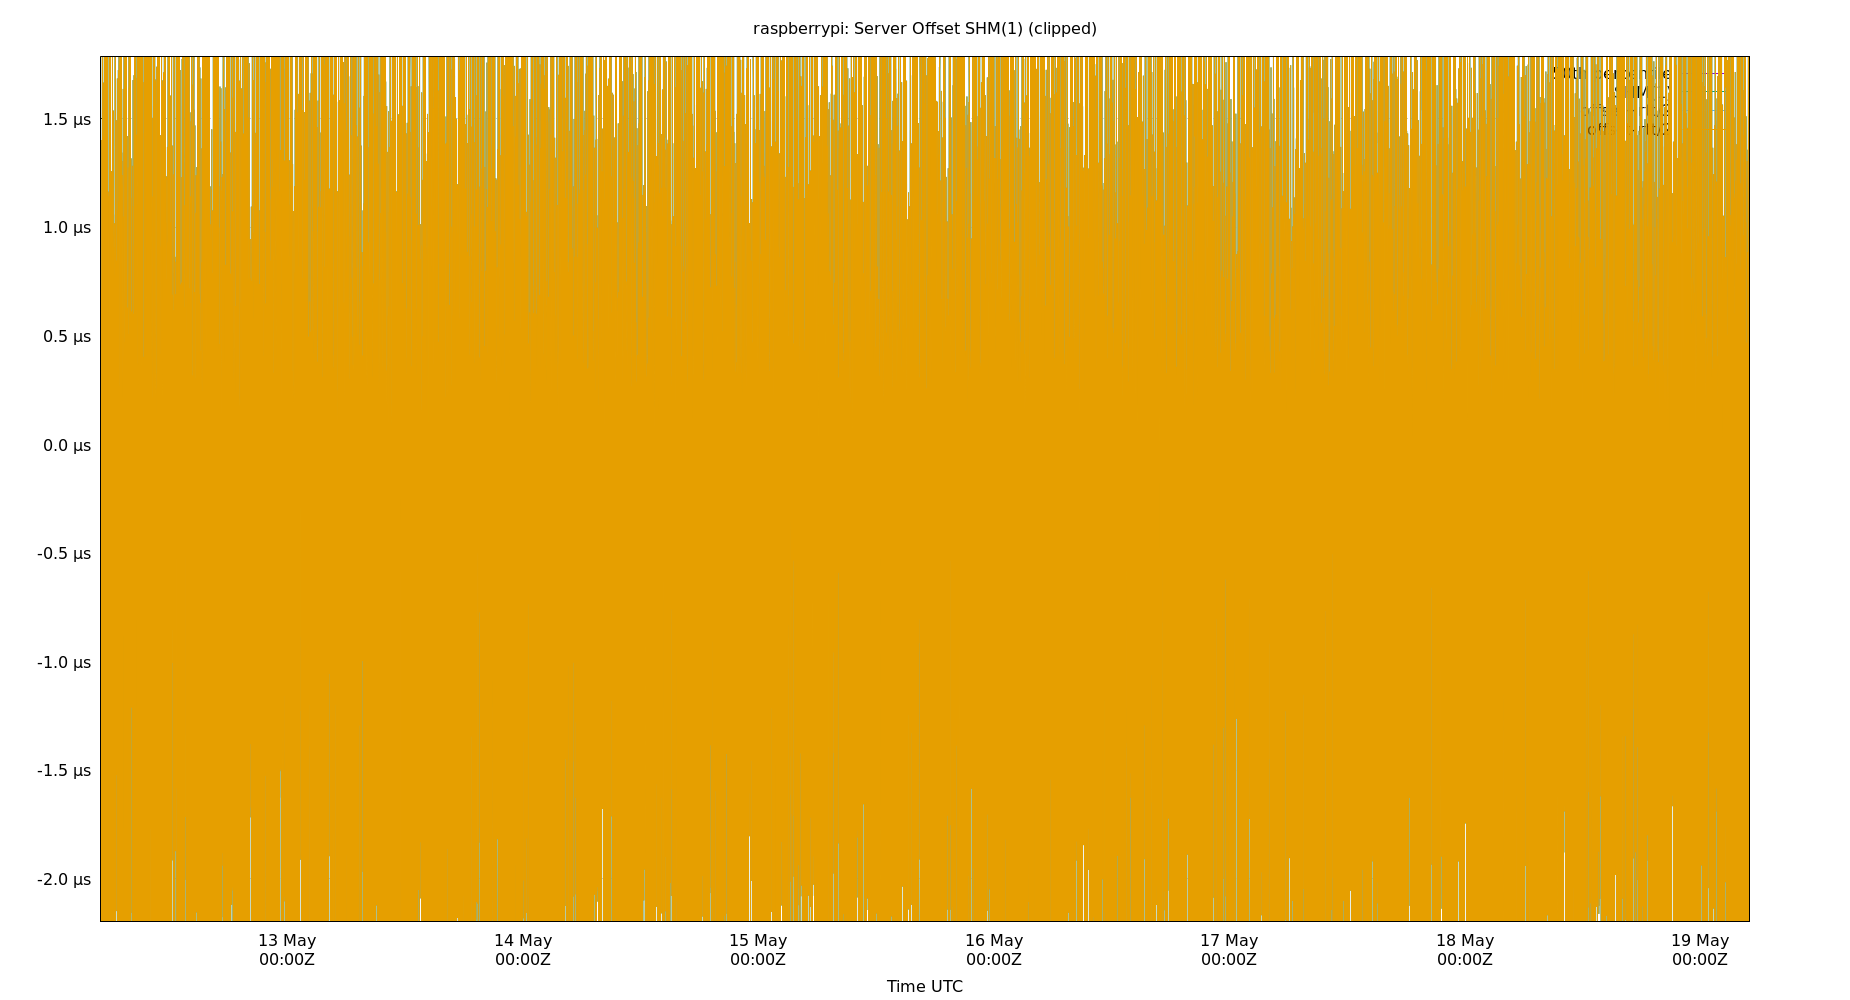 raspberrypi: Server Offset SHM(1) (clipped)
1.5 µs
1.0 µs
0.5 µs
0.0 µs
-0.5 µs
-1.0 µs
-1.5 µs
-2.0 µs
13 May 14 May 15 May 16 May 17 May 18 May 19 May
00:00Z 00:00Z 00:00Z 00:00Z 00:00Z 00:00Z 00:00Z
Time UTC